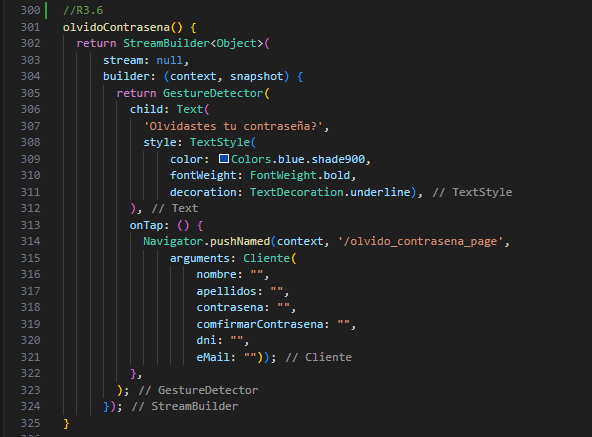 300 //R3.6
301 olvidoContrasena() {
302 return StreamBuilder<Object>(
303 stream: null,
304 builder: (context, snapshot) {
305 return GestureDetector(
306 child: Text(
307 'Olvidastes tu contraseña?',
308 style: TextStyle(
309 color: Colors.blue.shade900,
310 fontWeight: FontWeight.bold,
311 decoration: TextDecoration.underline), // TextStyle
312 ), // Text
313 onTap: () {
314 Navigator.pushNamed(context, '/olvido_contrasena_page',
315 arguments: Cliente(
316 nombre: "",
317 apellidos: "",
318 contrasena: "",
319 comfirmarContrasena: "",
320 dni: "",
321 eMail: "")); // Cliente
322 },
323 ); // GestureDetector
324 }); // StreamBuilder
325 }